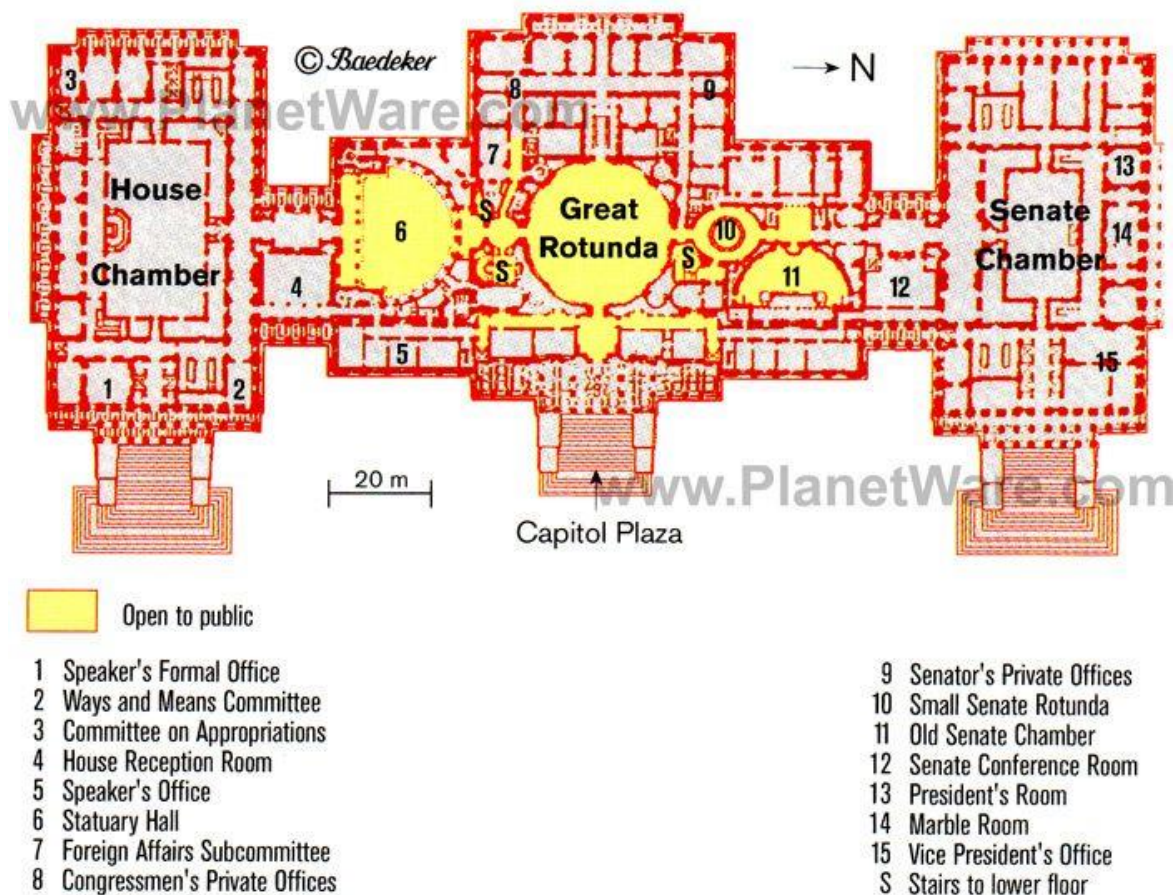 © Baedeker
→ N
www.PlanetWare.com
3
8
9
7
13
House
Chamber
6
S
Great
Rotunda
10
Senate
Chamber
14
S
S
4
11
12
5
1
2
15
20 m
www.PlanetWare.com
Capitol Plaza
Open to public
1 Speaker's Formal Office
2 Ways and Means Committee
3 Committee on Appropriations
4 House Reception Room
5 Speaker's Office
6 Statuary Hall
7 Foreign Affairs Subcommittee
8 Congressmen's Private Offices
9 Senator's Private Offices
10 Small Senate Rotunda
11 Old Senate Chamber
12 Senate Conference Room
13 President's Room
14 Marble Room
15 Vice President's Office
S Stairs to lower floor